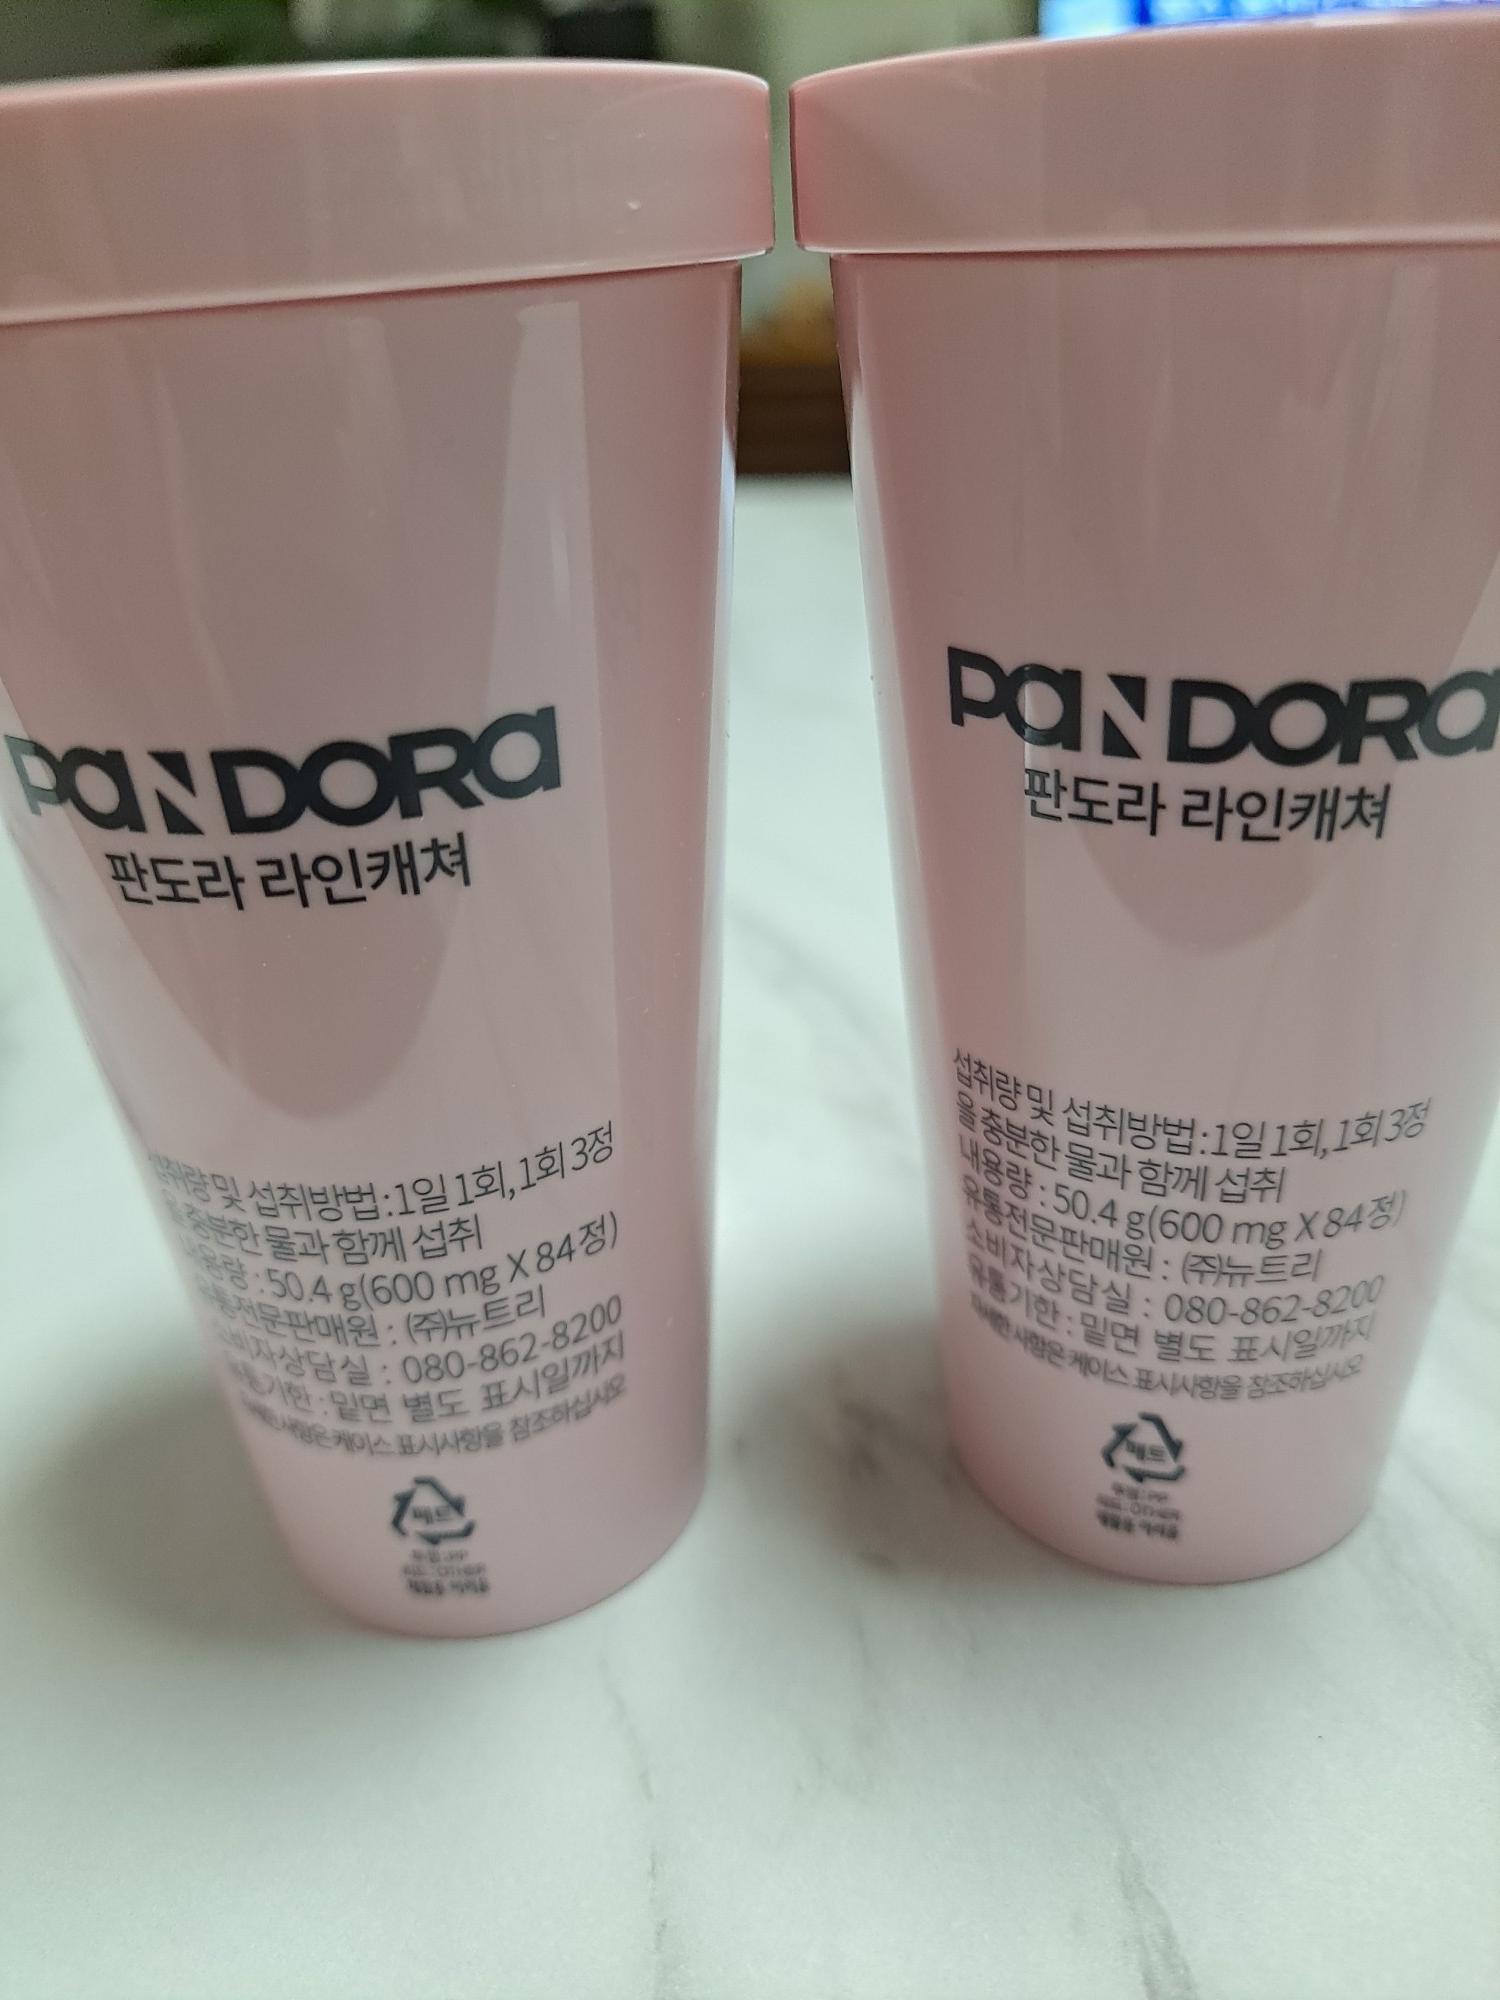 PANDORA
판도라 라인캐쳐
섭취량 및 섭취방법 : 1일 1회, 1회 3정
을 충분한 물과 함께 섭취
내용량 : 50.4 g(600 mg X 84정)
유통전문판매원 : (주)뉴트리
소비자상담실 : 080-862-8200
유통기한 : 밑면 별도 표시일까지
자세한 사항은 케이스 표시사항을 참조하십시오
페트
PANDORA
판도라 라인캐쳐
섭취량 및 섭취방법 : 1일 1회, 1회 3정
을 충분한 물과 함께 섭취
내용량 : 50.4 g(600 mg X 84정)
유통전문판매원 : (주)뉴트리
소비자상담실 : 080-862-8200
유통기한 : 밑면 별도 표시일까지
자세한 사항은 케이스 표시사항을 참조하십시오
페트